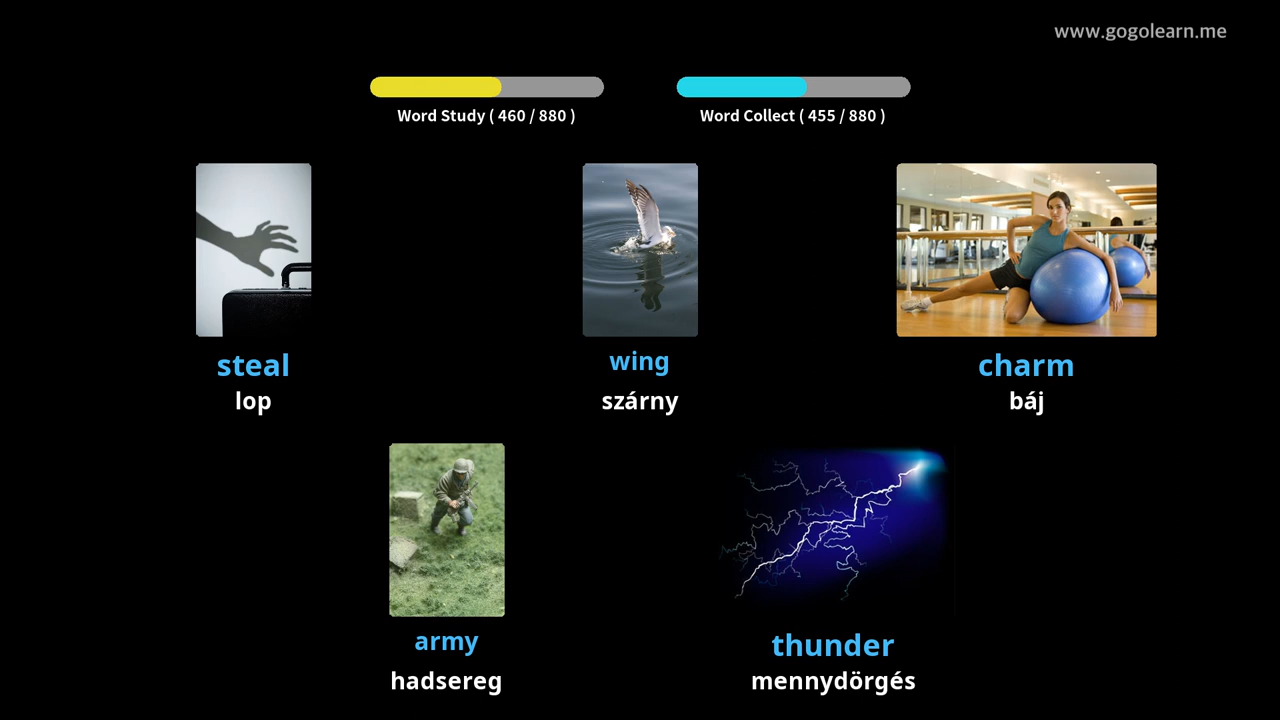 www.gogolearn.me
Word Study ( 460 / 880 )
Word Collect ( 455 / 880 )
steal
lop
wing
szárny
charm
báj
army
hadsereg
thunder
mennydörgés